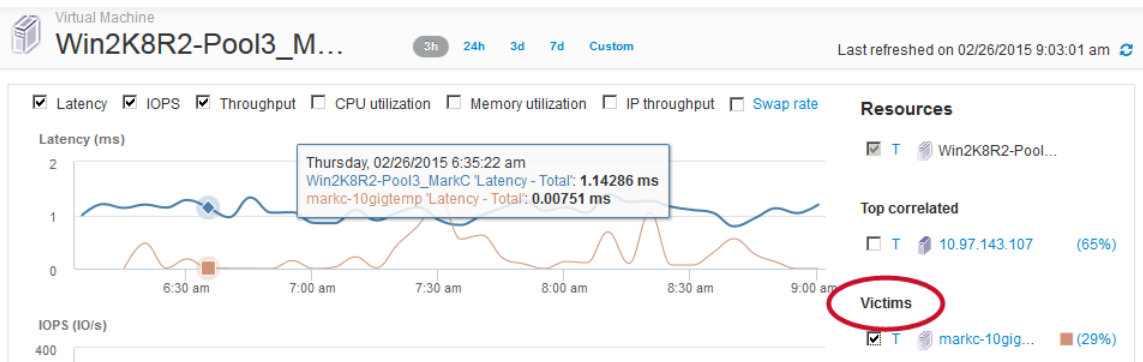 Virtual Machine
Win2K8R2-Pool3_M...
3h 24h 3d 7d Custom
Last refreshed on 02/26/2015 9:03:01 am
Latency IOPS Throughput CPU utilization Memory utilization IP throughput Swap rate
Latency (ms)
2
1
0
Thursday, 02/26/2015 6:35:22 am
Win2K8R2-Pool3_MarkC 'Latency - Total': 1.14286 ms
markc-10gigtemp 'Latency - Total': 0.00751 ms
6:30 am 7:00 am 7:30 am 8:00 am 8:30 am 9:00 am
IOPS (IO/s)
400
Resources
T Win2K8R2-Pool...
Top correlated
T 10.97.143.107 (65%)
Victims
T markc-10gig... (29%)